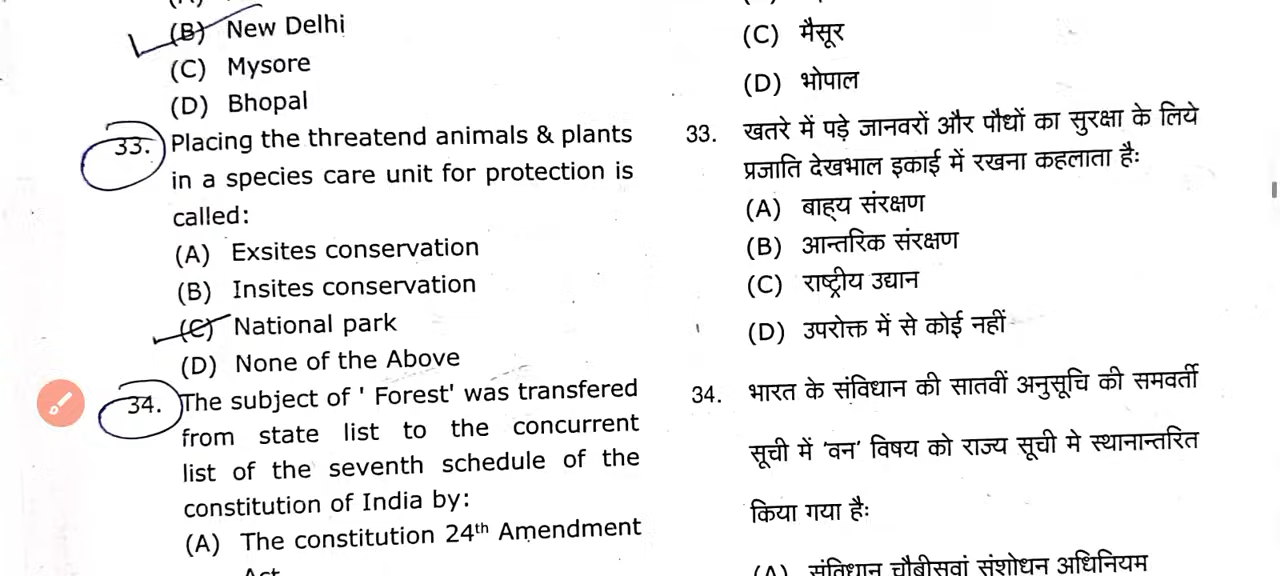 (B) New Delhi
(C) Mysore
(D) Bhopal
33. Placing the threatend animals & plants
in a species care unit for protection is
called:
(A) Exsites conservation
(B) Insites conservation
(C) National park
(D) None of the Above
34. The subject of ' Forest' was transfered
from state list to the concurrent
list of the seventh schedule of the
constitution of India by:
(A) The constitution 24th Amendment
Act
(C) मैसूर
(D) भोपाल
33. खतरे में पड़े जानवरों और पौधों का सुरक्षा के लिये
प्रजाति देखभाल इकाई में रखना कहलाता हैः
(A) बाह्य संरक्षण
(B) आन्तरिक संरक्षण
(C) राष्ट्रीय उद्यान
(D) उपरोक्त में से कोई नहीं
34. भारत के संविधान की सातवीं अनुसूचि की समवर्ती
सूची में 'वन' विषय को राज्य सूची मे स्थानान्तरित
किया गया हैः
(A) संविधान चौबीसवां संशोधन अधिनियम